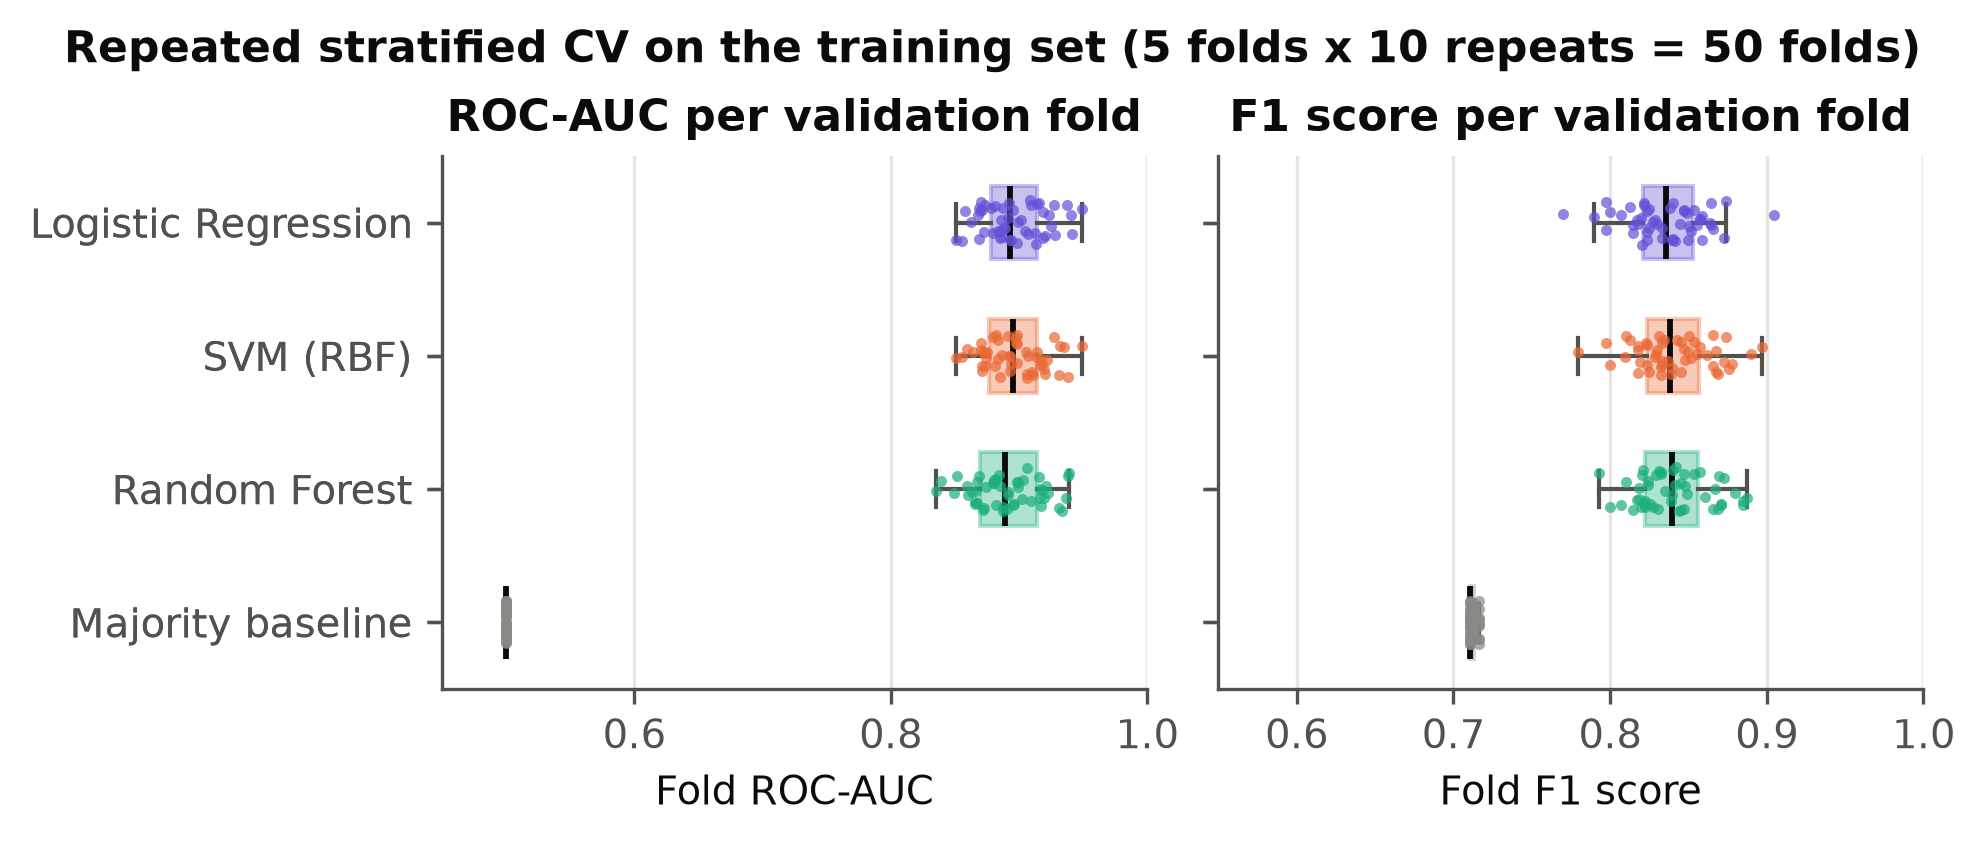 Repeated stratified CV on the training set (5 folds x 10 repeats = 50 folds)
ROC-AUC per validation fold
F1 score per validation fold
Logistic Regression
SVM (RBF)
Random Forest
Majority baseline
0.6 0.8 1.0
0.6 0.7 0.8 0.9 1.0
Fold ROC-AUC
Fold F1 score